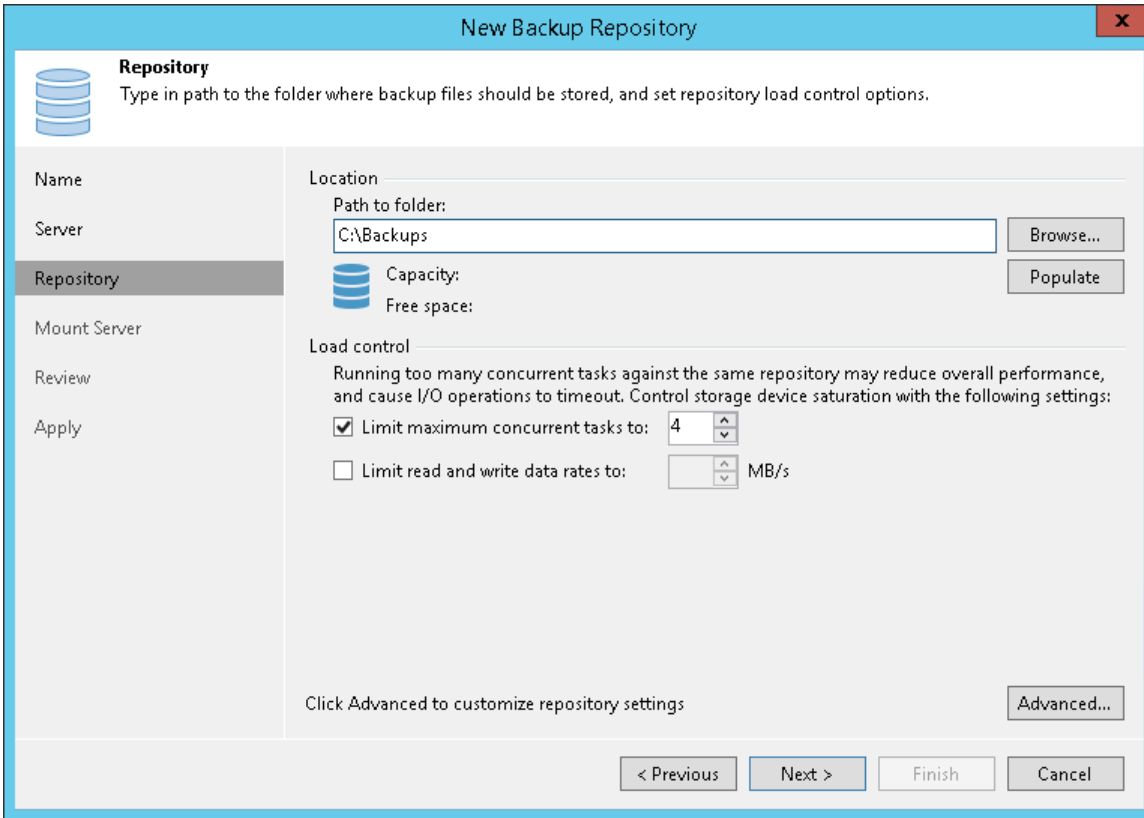 New Backup Repository
x
Repository
Type in path to the folder where backup files should be stored, and set repository load control options.
Name
Server
Repository
Mount Server
Review
Apply
Location
Path to folder:
C:\Backups
Browse...
Capacity:
Populate
Free space:
Load control
Running too many concurrent tasks against the same repository may reduce overall performance,
and cause I/O operations to timeout. Control storage device saturation with the following settings:
Limit maximum concurrent tasks to: 4
Limit read and write data rates to: MB/s
Click Advanced to customize repository settings
Advanced...
< Previous
Next >
Finish
Cancel